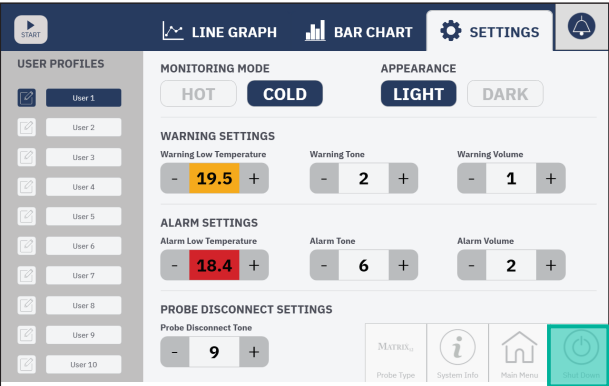 START
LINE GRAPH
BAR CHART
SETTINGS
USER PROFILES
User 1
User 2
User 3
User 4
User 5
User 6
User 7
User 8
User 9
User 10
MONITORING MODE
HOT COLD
APPEARANCE
LIGHT DARK
WARNING SETTINGS
Warning Low Temperature Warning Tone Warning Volume
- 19.5 + - 2 + - 1 +
ALARM SETTINGS
Alarm Low Temperature Alarm Tone Alarm Volume
- 18.4 + - 6 + - 2 +
PROBE DISCONNECT SETTINGS
Probe Disconnect Tone
- 9 +
MATRIX
Probe Type System Info Main Menu Shut Down